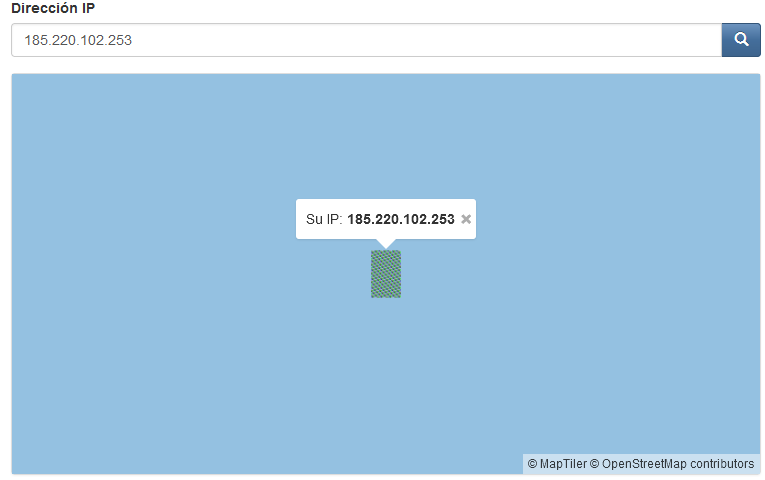 Dirección IP
185.220.102.253
Su IP: 185.220.102.253 ×
© MapTiler © OpenStreetMap contributors